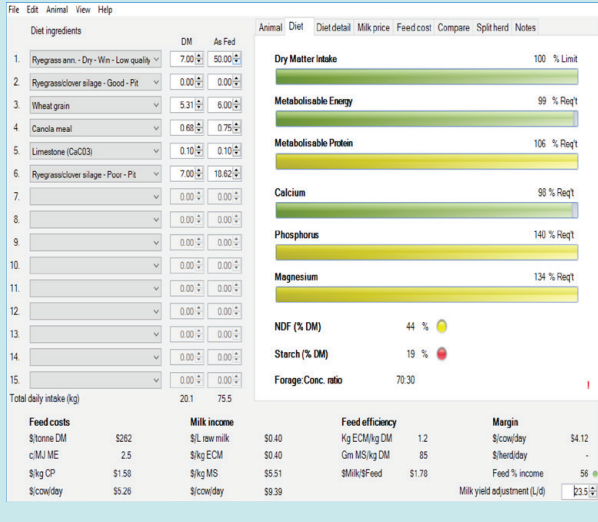 File Edit Animal View Help
Diet ingredients
DM As Fed
1. Ryegrass ann. - Dry - Win - Low quality 7.00 50.00
2. Ryegrass/clover silage - Good - Pit 0.00 0.00
3. Wheat grain 5.31 6.00
4. Canola meal 0.68 0.75
5. Limestone (CaCO3) 0.10 0.10
6. Ryegrass/clover silage - Poor - Pit 7.00 18.62
7. 0.00 0.00
8. 0.00 0.00
9. 0.00 0.00
10. 0.00 0.00
11. 0.00 0.00
12. 0.00 0.00
13. 0.00 0.00
14. 0.00 0.00
15. 0.00 0.00
Total daily intake (kg) 20.1 75.5
Animal Diet Diet detail Milk price Feed cost Compare Split herd Notes
Dry Matter Intake 100 % Limit
Metabolisable Energy 99 % Req't
Metabolisable Protein 106 % Req't
Calcium 98 % Req't
Phosphorus 140 % Req't
Magnesium 134 % Req't
NDF (% DM) 44 %
Starch (% DM) 19 %
Forage:Conc. ratio 70:30
!
Feed costs Milk income Feed efficiency Margin
$/tonne DM $262 $/L raw milk $0.40 Kg ECM/kg DM 1.2 $/cow/day $4.12
c/MJ ME 2.5 $/kg ECM $0.40 Gm MS/kg DM 85 $/herd/day -
$/kg CP $1.58 $/kg MS $5.51 $Milk/$Feed $1.78 Feed % income 56
$/cow/day $5.26 $/cow/day $9.39 Milk yield adjustment (L/d) 23.5